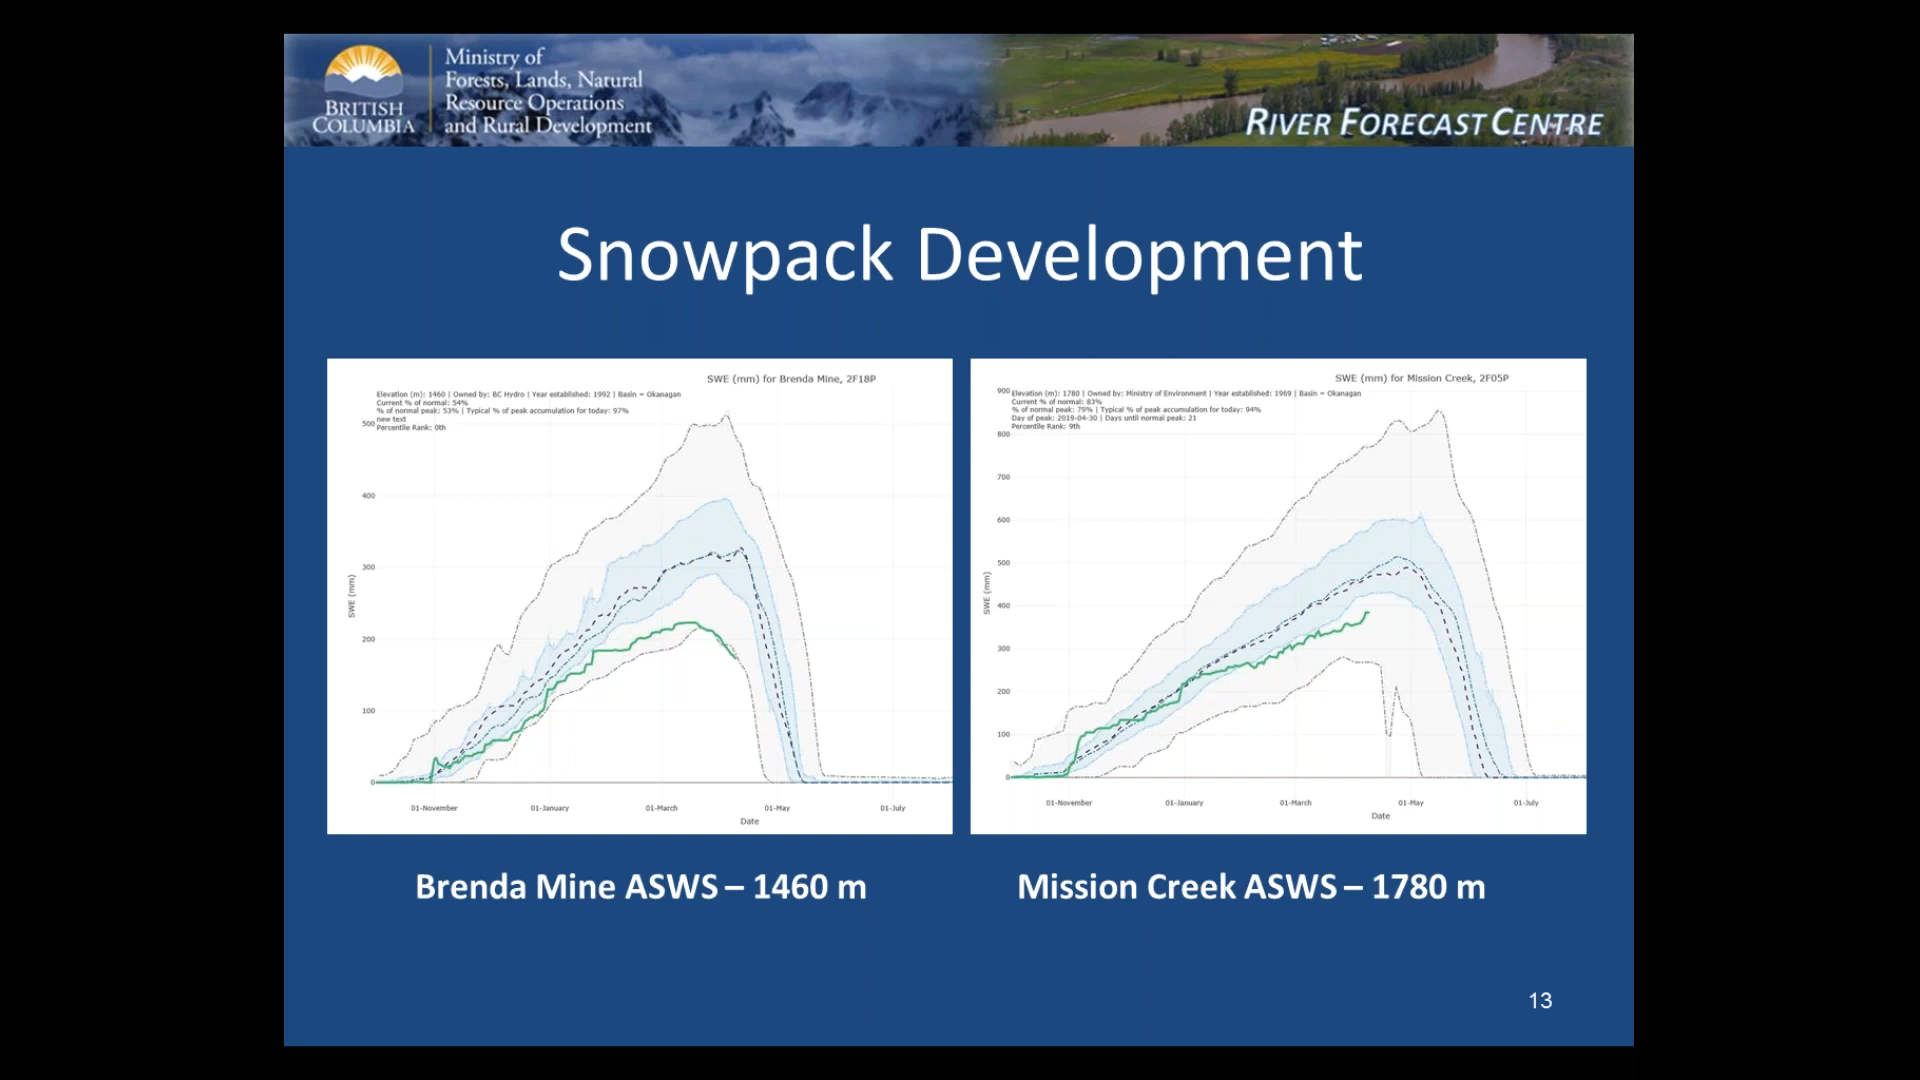 BRITISH
COLUMBIA
Ministry of
Forests, Lands, Natural
Resource Operations
and Rural Development
RIVER FORECAST CENTRE
Snowpack Development
SWE (mm) for Brenda Mine, 2F18P
Elevation (m): 1460 | Owned by: BC Hydro | Year established: 1992 | Basin = Okanagan
Current % of normal: 54%
% of normal peak: 53% | Typical % of peak accumulation for today: 97%
new text
Percentile Rank: 0th
500
400
300
200
100
0
SWE (mm)
01-November
01-January
01-March
01-May
01-July
Date
SWE (mm) for Mission Creek, 2F05P
Elevation (m): 1780 | Owned by: Ministry of Environment | Year established: 1969 | Basin = Okanagan
Current % of normal: 83%
% of normal peak: 79% | Typical % of peak accumulation for today: 94%
Day of peak: 2019-04-30 | Days until normal peak: 21
Percentile Rank: 9th
900
800
700
600
500
400
300
200
100
0
SWE (mm)
01-November
01-January
01-March
01-May
01-July
Date
Brenda Mine ASWS – 1460 m
Mission Creek ASWS – 1780 m
13